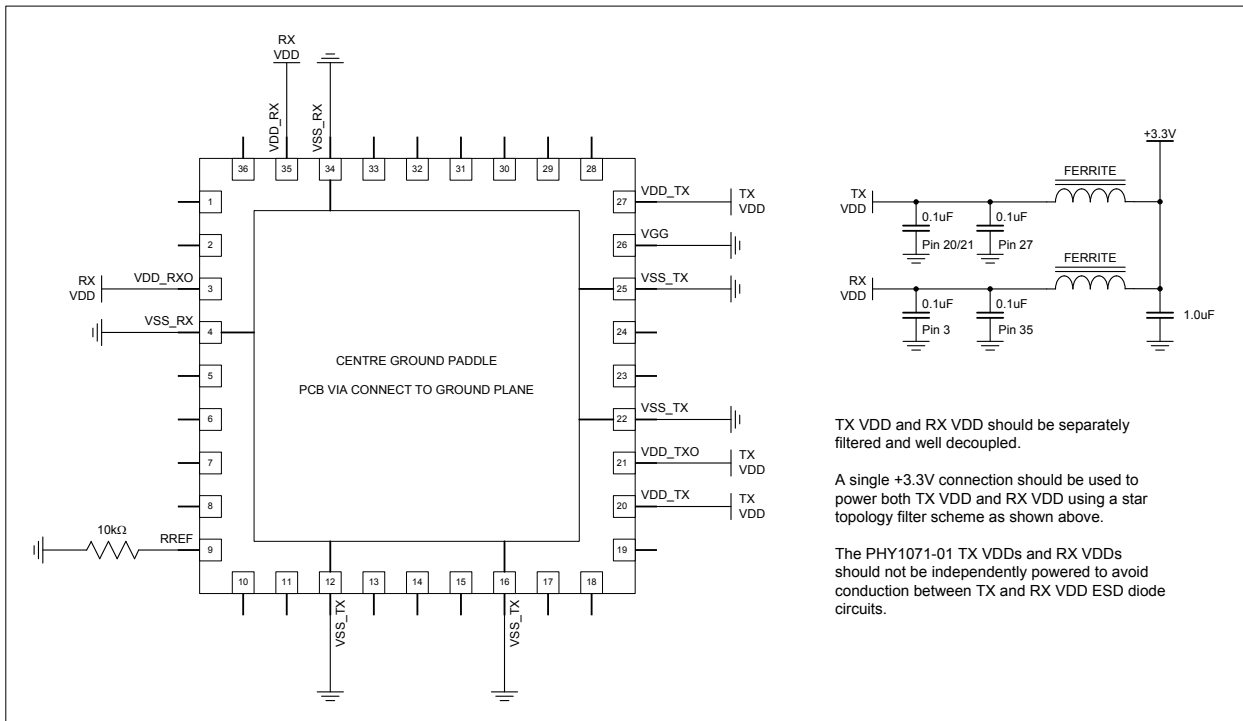 RX
VDD
VDD_RX
VSS_RX
36
35
34
33
32
31
30
29
28
1
2
RX
VDD
VDD_RXO
3
VSS_RX
4
5
6
7
8
10kΩ
RREF
9
CENTRE GROUND PADDLE
PCB VIA CONNECT TO GROUND PLANE
27
VDD_TX
TX
VDD
26
VGG
25
VSS_TX
24
23
22
VSS_TX
21
VDD_TXO
TX
VDD
20
VDD_TX
TX
VDD
19
10
11
12
13
14
15
16
17
18
VSS_TX
VSS_TX
+3.3V
FERRITE
TX
VDD
0.1uF
Pin 20/21
0.1uF
Pin 27
FERRITE
RX
VDD
0.1uF
Pin 3
0.1uF
Pin 35
1.0uF
TX VDD and RX VDD should be separately
filtered and well decoupled.
A single +3.3V connection should be used to
power both TX VDD and RX VDD using a star
topology filter scheme as shown above.
The PHY1071-01 TX VDDs and RX VDDs
should not be independently powered to avoid
conduction between TX and RX VDD ESD diode
circuits.